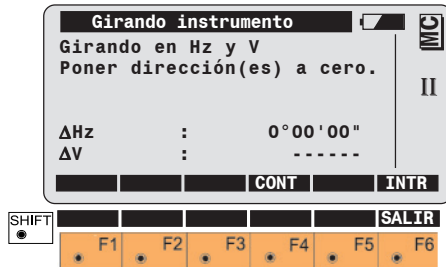 Girando instrumento
MC
Girando en Hz y V
Poner dirección(es) a cero.
II
ΔHz : 0°00'00"
ΔV : ------
CONT INTR
SHIFT SALIR
F1 F2 F3 F4 F5 F6